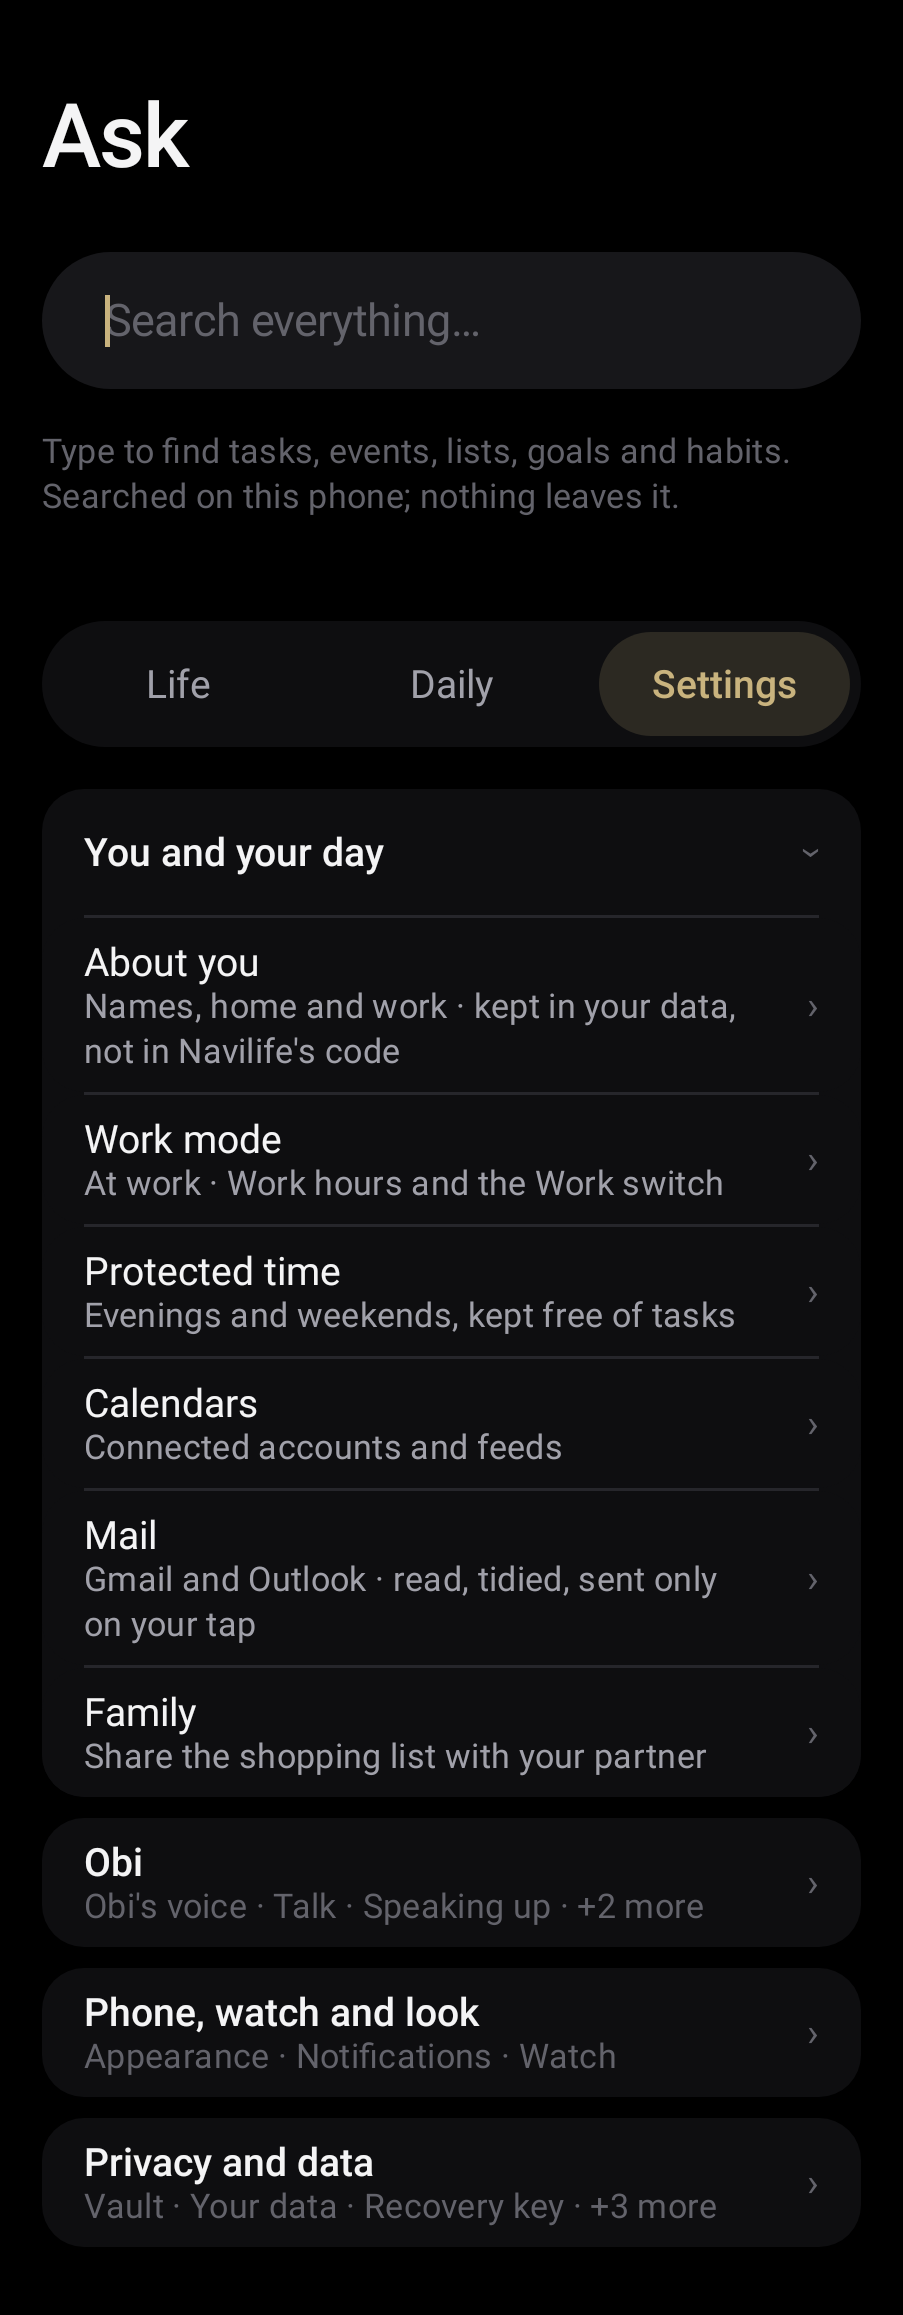 Ask
Search everything...
Type to find tasks, events, lists, goals and habits.
Searched on this phone; nothing leaves it.
Life Daily Settings
You and your day
About you
Names, home and work · kept in your data,
not in Navilife's code
Work mode
At work · Work hours and the Work switch
Protected time
Evenings and weekends, kept free of tasks
Calendars
Connected accounts and feeds
Mail
Gmail and Outlook · read, tidied, sent only
on your tap
Family
Share the shopping list with your partner
Obi
Obi's voice · Talk · Speaking up · +2 more
Phone, watch and look
Appearance · Notifications · Watch
Privacy and data
Vault · Your data · Recovery key · +3 more